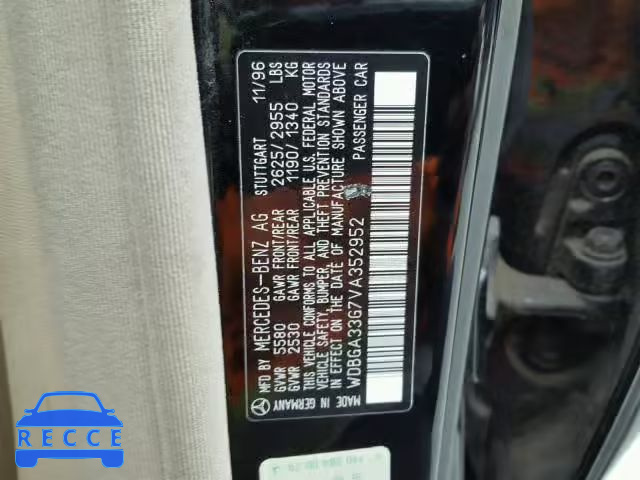 MFD BY MERCEDES-BENZ AG STUTTGART 11/96
GVWR 5580 GAWR FRONT/REAR 2625/2955 LBS
GVWR 2530 GAWR FRONT/REAR 1190/1340 KG
THIS VEHICLE CONFORMS TO ALL APPLICABLE U.S. FEDERAL MOTOR
VEHICLE SAFETY, BUMPER, AND THEFT PREVENTION STANDARDS
IN EFFECT ON THE DATE OF MANUFACTURE SHOWN ABOVE
WDBGA33G7VA352952 PASSENGER CAR
MADE IN GERMANY
RECCE